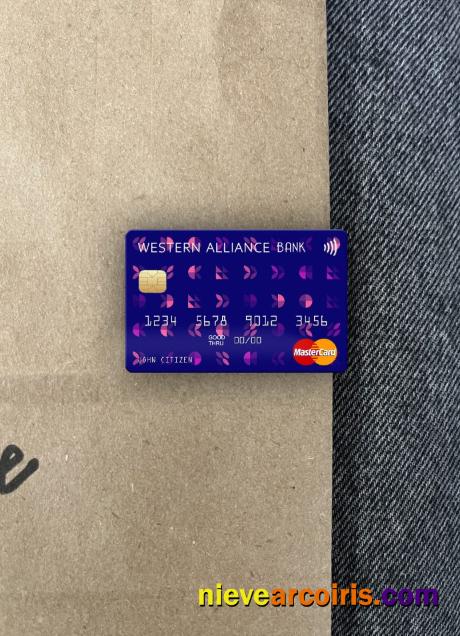 WESTERN ALLIANCE BANK
1234 5678 9012 3456
GOOD
THRU 00/00
JOHN CITIZEN
MasterCard
e
nievearcoiris.com